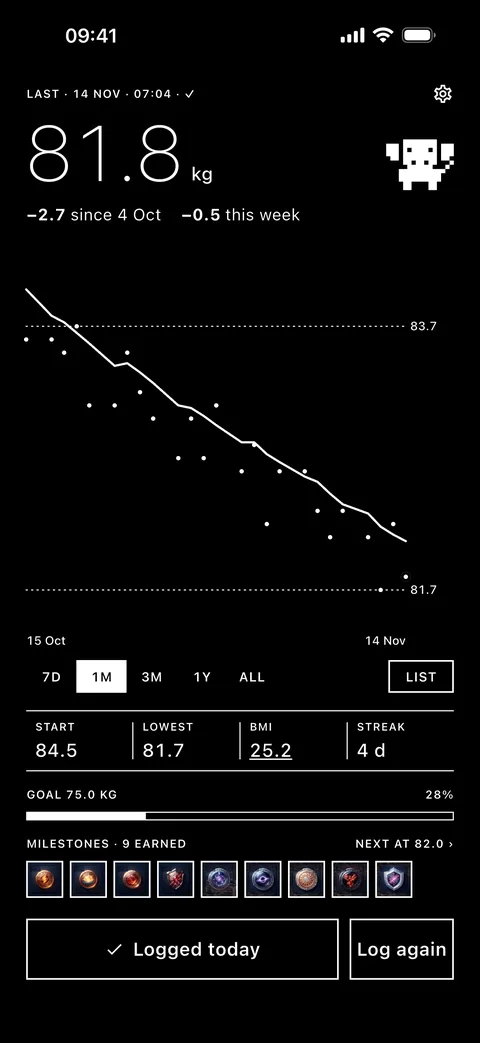 09:41
LAST · 14 NOV · 07:04 · ✓
81.8 kg
−2.7 since 4 Oct −0.5 this week
83.7
81.7
15 Oct 14 Nov
7D 1M 3M 1Y ALL LIST
START LOWEST BMI STREAK
84.5 81.7 25.2 4 d
GOAL 75.0 KG 28%
MILESTONES · 9 EARNED NEXT AT 82.0 ›
✓ Logged today Log again